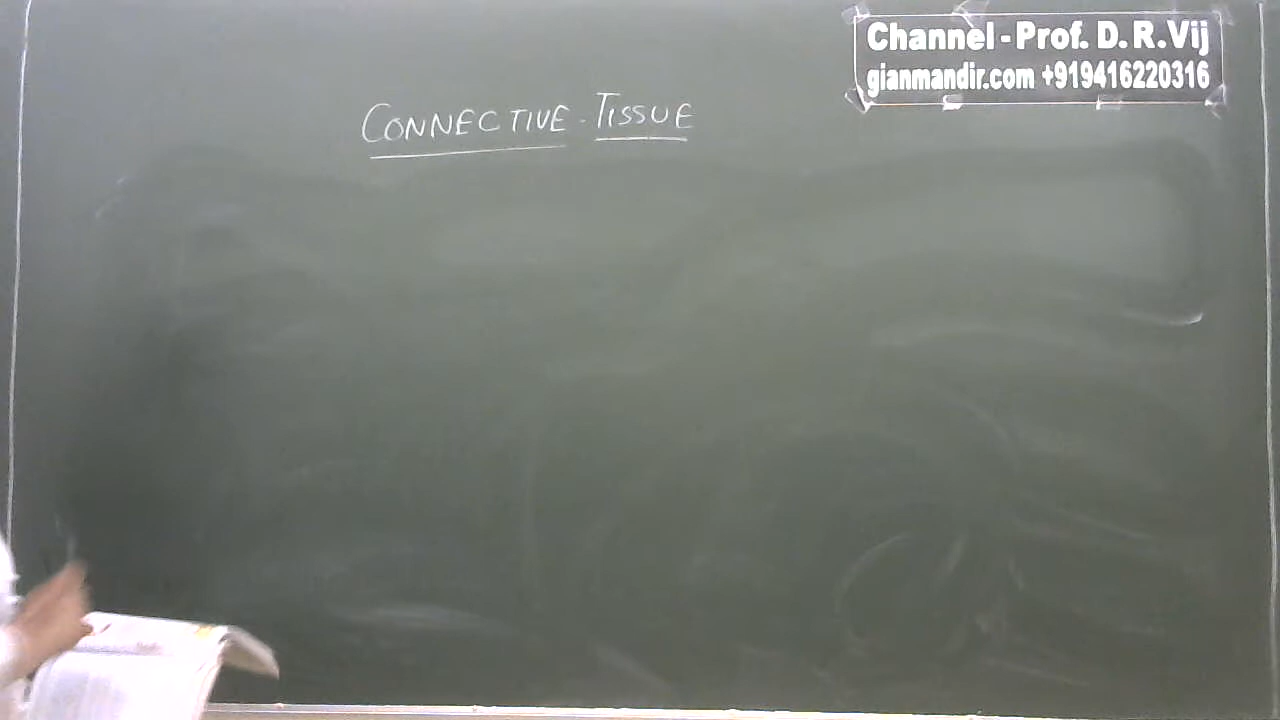 Channel - Prof. D. R. Vij
gianmandir.com +919416220316
CONNECTIVE - TISSUE